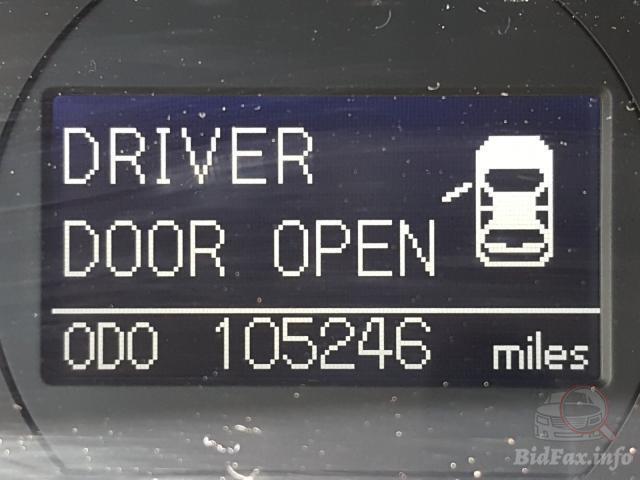 DRIVER
DOOR OPEN
ODO 105246 miles
BidFax.info